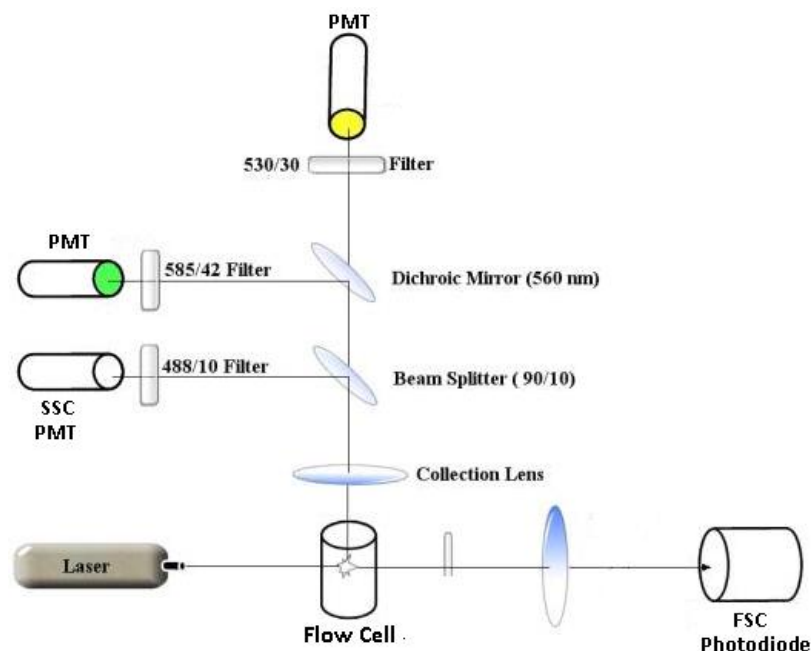 PMT
530/30 Filter
PMT
585/42 Filter
Dichroic Mirror (560 nm)
488/10 Filter
Beam Splitter ( 90/10)
SSC
PMT
Collection Lens
Laser
Flow Cell .
FSC
Photodiode